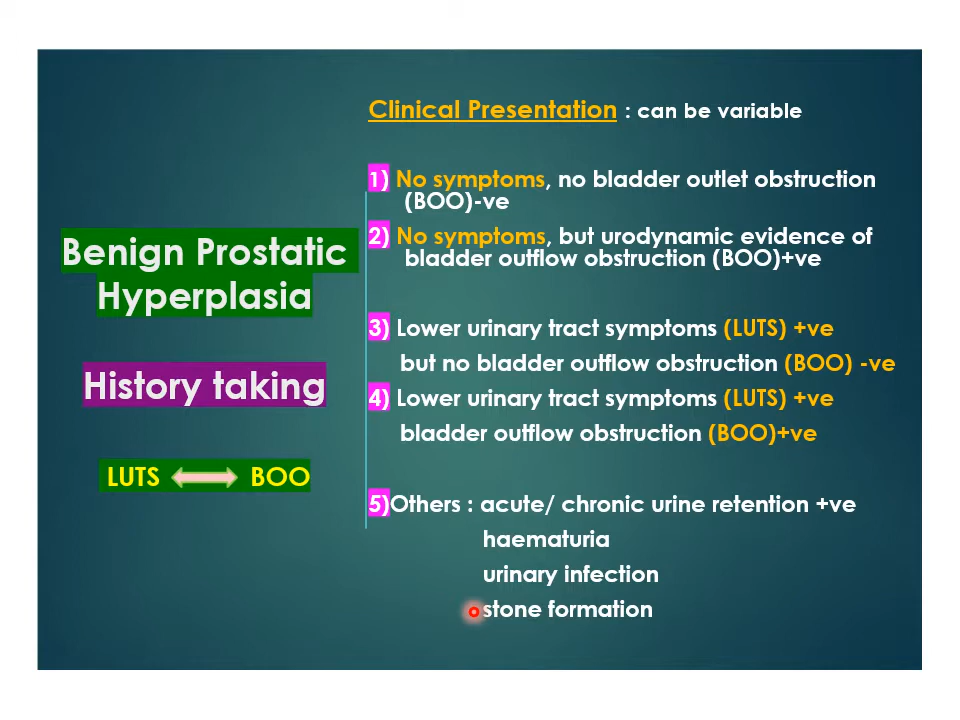 Benign Prostatic
Hyperplasia
History taking
LUTS BOO
Clinical Presentation : can be variable
1) No symptoms, no bladder outlet obstruction
(BOO)-ve
2) No symptoms, but urodynamic evidence of
bladder outflow obstruction (BOO)+ve
3) Lower urinary tract symptoms (LUTS) +ve
but no bladder outflow obstruction (BOO) -ve
4) Lower urinary tract symptoms (LUTS) +ve
bladder outflow obstruction (BOO)+ve
5)Others : acute/ chronic urine retention +ve
haematuria
urinary infection
stone formation